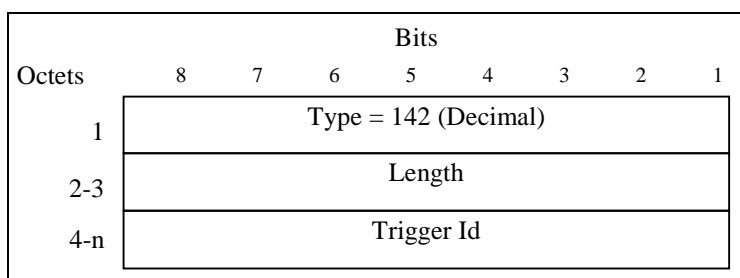 Bits
Octets 8 7 6 5 4 3 2 1
1 Type = 142 (Decimal)
2-3 Length
4-n Trigger Id